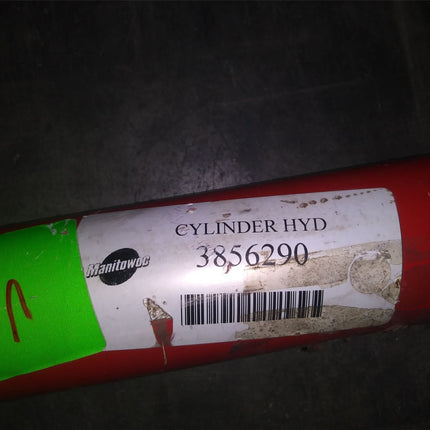 CYLINDER HYD
Manitowoc
3856290